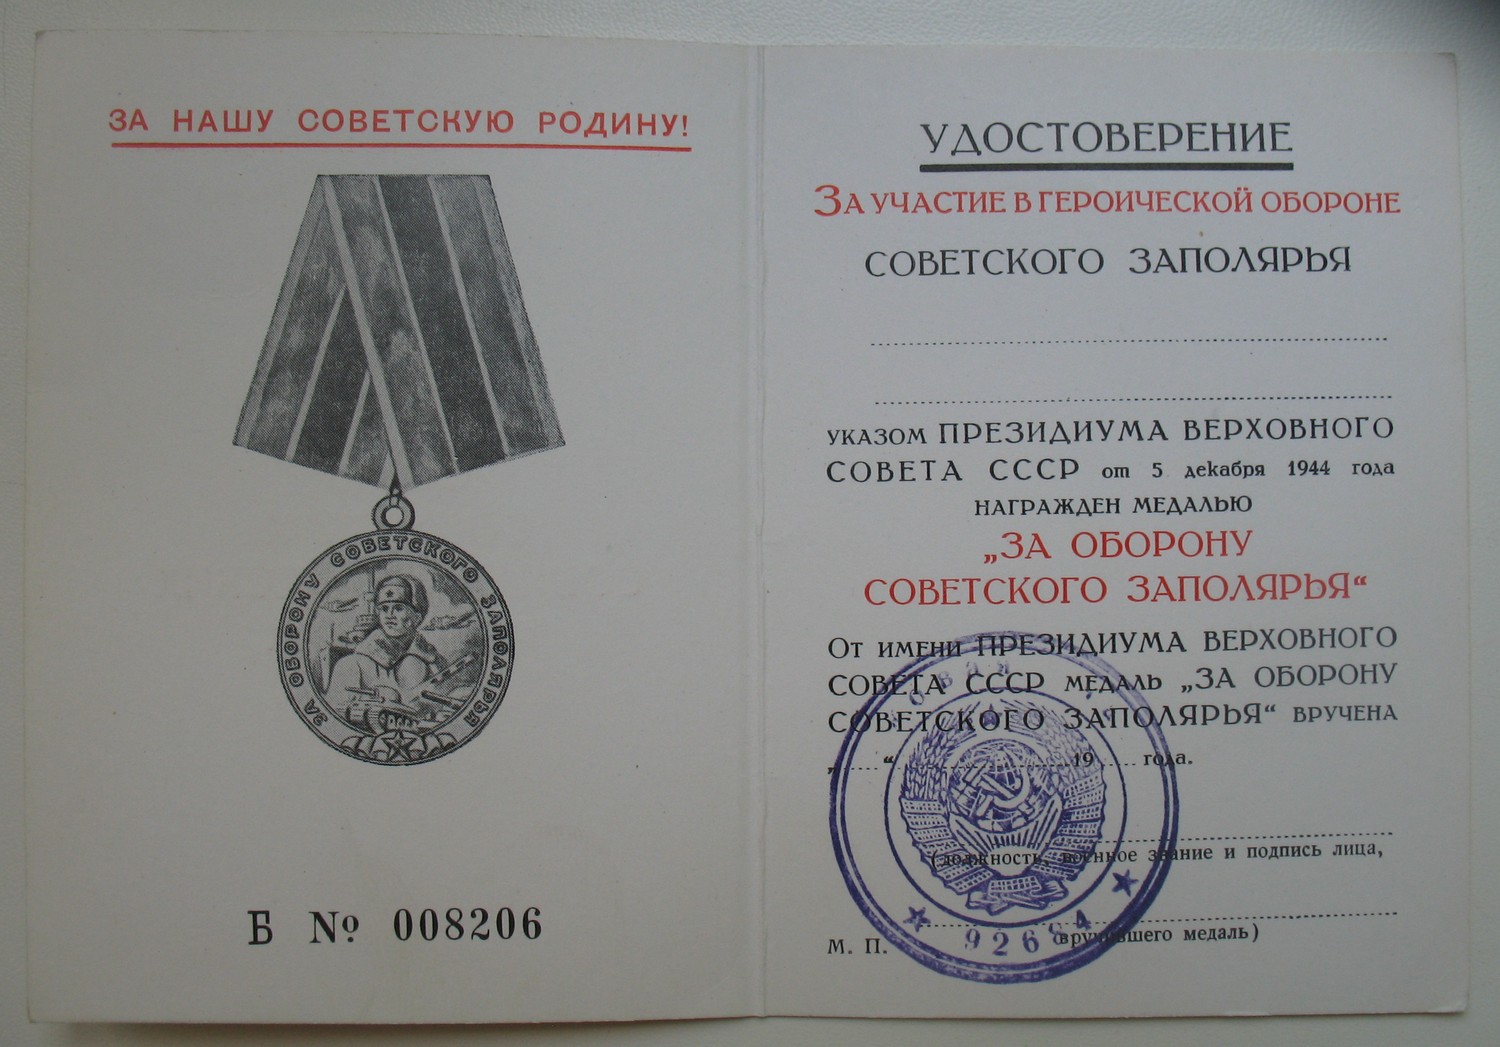 ЗА НАШУ СОВЕТСКУЮ РОДИНУ!
ЗА ОБОРОНУ СОВЕТСКОГО ЗАПОЛЯРЬЯ
Б № 008206
УДОСТОВЕРЕНИЕ
ЗА УЧАСТИЕ В ГЕРОИЧЕСКОЙ ОБОРОНЕ
СОВЕТСКОГО ЗАПОЛЯРЬЯ
УКАЗОМ ПРЕЗИДИУМА ВЕРХОВНОГО
СОВЕТА СССР от 5 декабря 1944 года
НАГРАЖДЕН МЕДАЛЬЮ
„ЗА ОБОРОНУ
СОВЕТСКОГО ЗАПОЛЯРЬЯ“
От ИМЕНИ ПРЕЗИДИУМА ВЕРХОВНОГО
СОВЕТА СССР МЕДАЛЬ „ЗА ОБОРОНУ
СОВЕТСКОГО ЗАПОЛЯРЬЯ“ ВРУЧЕНА
„.....“ .................... 19 ..... года.
(должность, военное звание и подпись лица,
вручившего медаль)
М. П.
92684